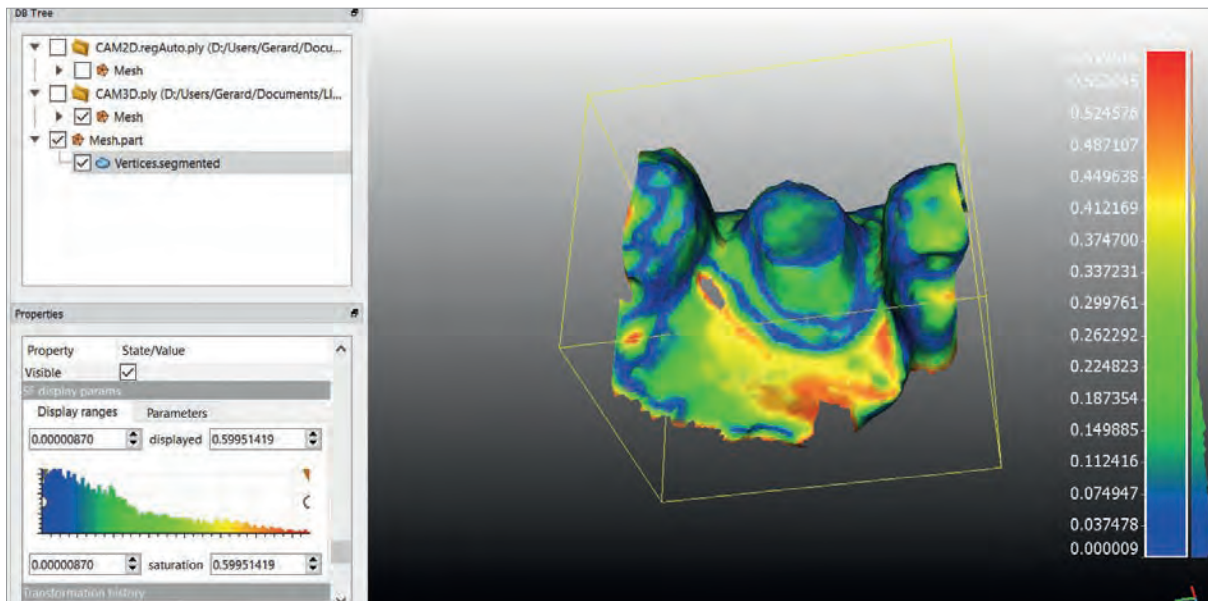 DB Tree
CAM2D.regAuto.ply (D:/Users/Gerard/Docu...
Mesh
CAM3D.ply (D:/Users/Gerard/Documents/LI...
Mesh
Mesh.part
Vertices.segmented
Properties
Property State/Value
Visible
SF display params
Display ranges Parameters
0.00000870 displayed 0.59951419
0.00000870 saturation 0.59951419
Transformation history
0.562045
0.524576
0.487107
0.449638
0.412169
0.374700
0.337231
0.299761
0.262292
0.224823
0.187354
0.149885
0.112416
0.074947
0.037478
0.000009